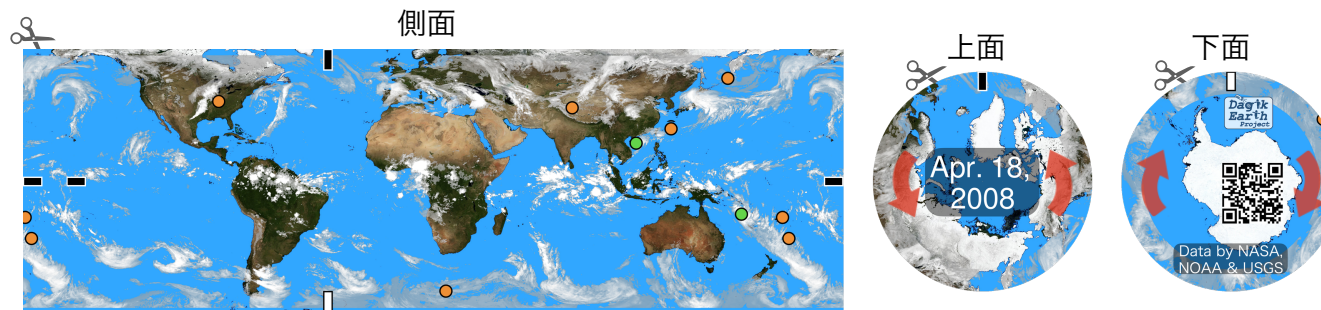 側面
上面
下面
Apr. 18,
2008
Dagik
Earth
Project
Data by NASA,
NOAA & USGS